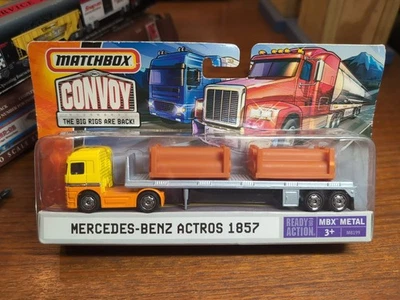 MATCHBOX
CONVOY
THE BIG RIGS ARE BACK!
MERCEDES-BENZ ACTROS 1857
READY FOR
ACTION.
MBX METAL
3+